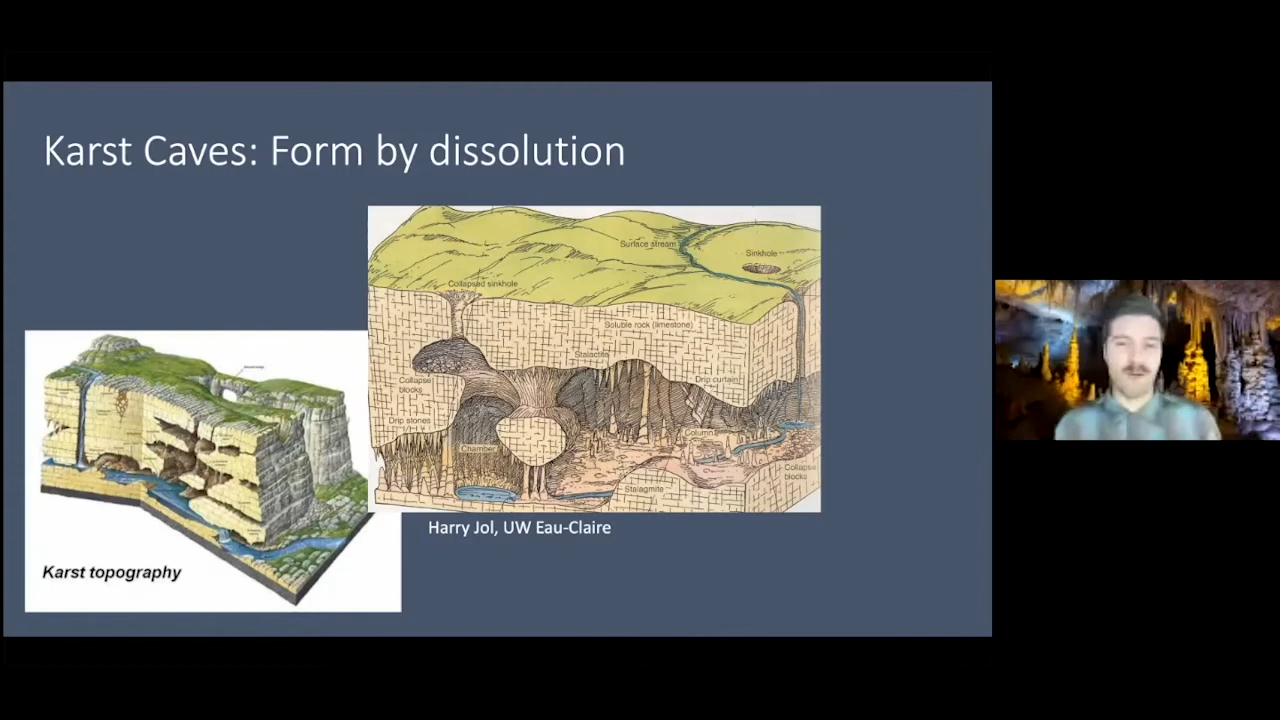 Karst Caves: Form by dissolution
Surface stream
Sinkhole
Collapsed sinkhole
Soluble rock (limestone)
Stalactite
Drip curtain
Collapse
blocks
Drip stones
Column
Chamber
Collapse
blocks
Stalagmite
Harry Jol, UW Eau-Claire
Karst topography